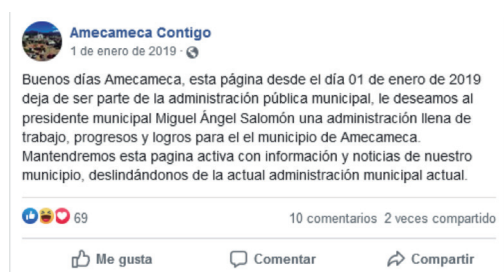 Amecameca Contigo
1 de enero de 2019 ·
Buenos días Amecameca, esta página desde el día 01 de enero de 2019
deja de ser parte de la administración pública municipal, le deseamos al
presidente municipal Miguel Ángel Salomón una administración llena de
trabajo, progresos y logros para el el municipio de Amecameca.
Mantendremos esta pagina activa con información y noticias de nuestro
municipio, deslindándonos de la actual administración municipal actual.
69 10 comentarios 2 veces compartido
Me gusta Comentar Compartir